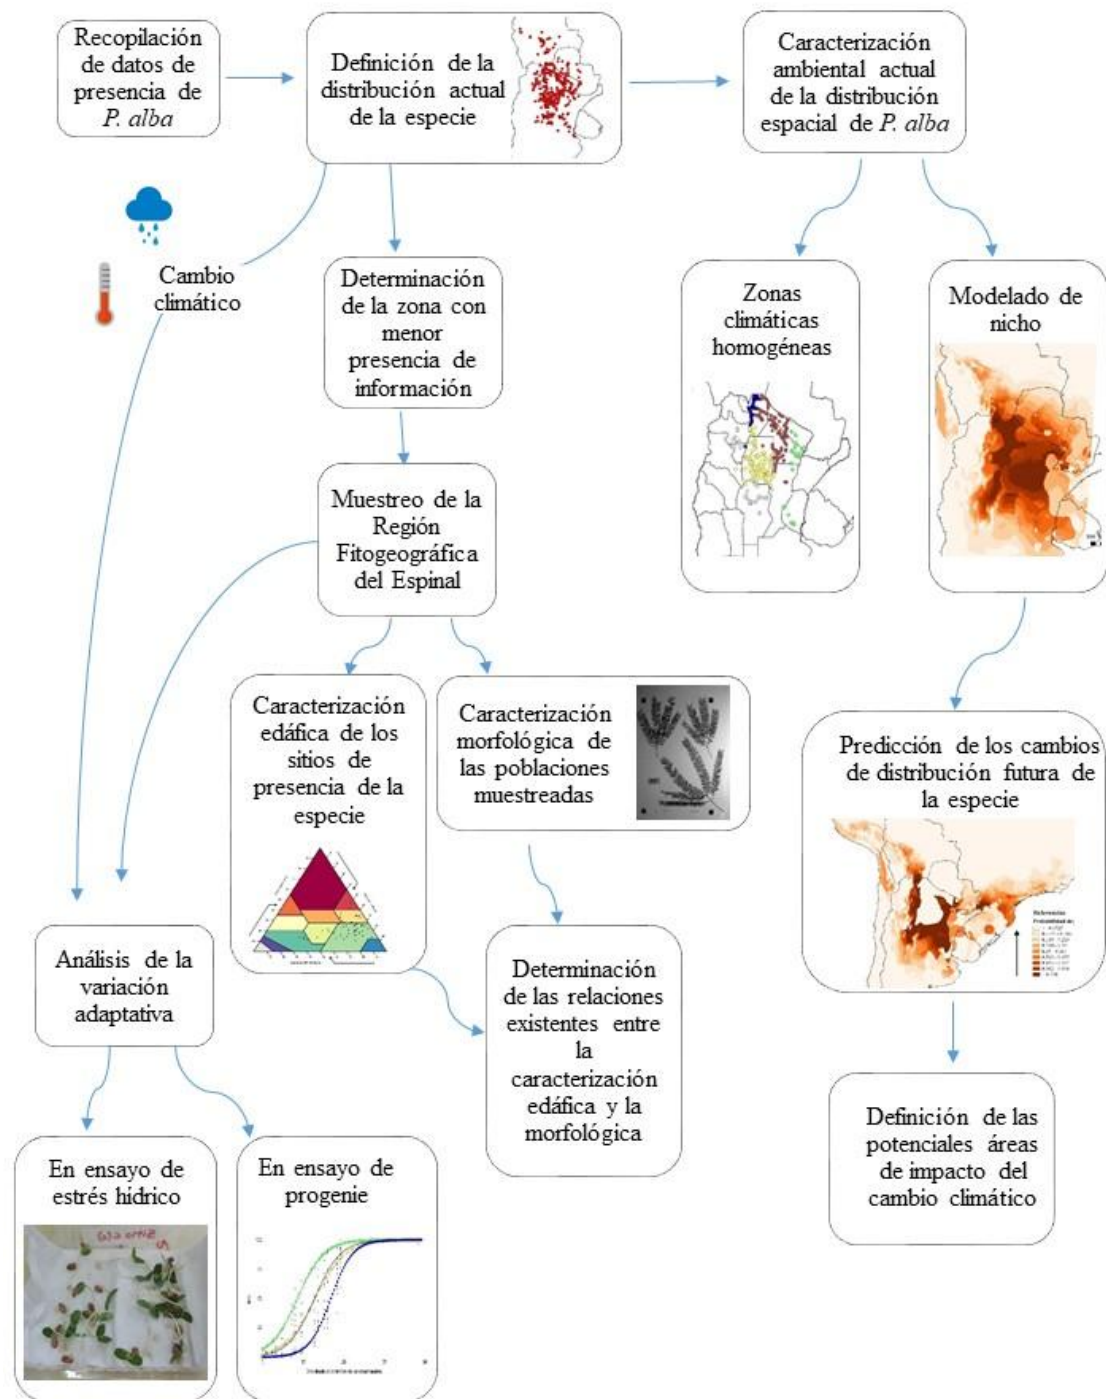 Recopilación
de datos de
presencia de
P. alba
Definición de la
distribución actual
de la especie
Caracterización
ambiental actual
de la distribución
espacial de P. alba
Cambio
climático
Determinación
de la zona con
menor
presencia de
información
Zonas
climáticas
homogéneas
Modelado de
nicho
Muestreo de la
Región
Fitogeográfica
del Espinal
Caracterización
edáfica de los
sitios de
presencia de la
especie
Caracterización
morfológica de
las poblaciones
muestreadas
Predicción de los cambios
de distribución futura de
la especie
Referencias
Análisis de la
variación
adaptativa
Determinación
de las relaciones
existentes entre
la
caracterización
edáfica y la
morfológica
Definición de las
potenciales áreas
de impacto del
cambio climático
En ensayo de
estrés hídrico
En ensayo de
progenie